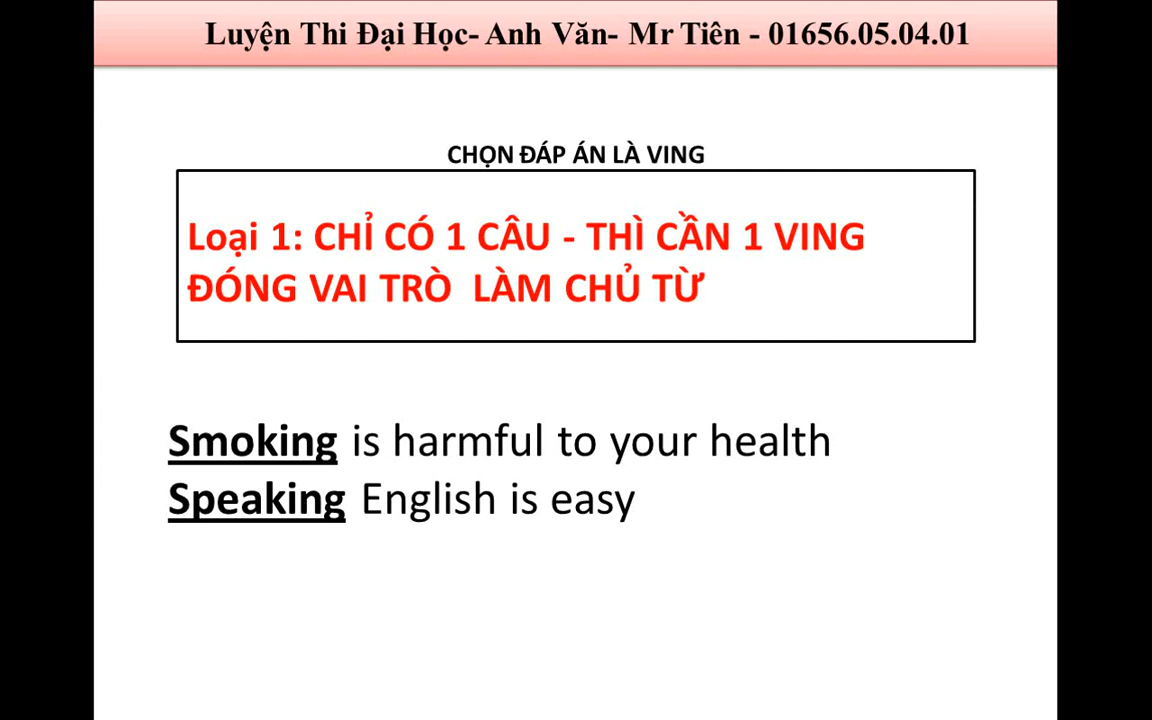 Luyện Thi Đại Học- Anh Văn- Mr Tiên - 01656.05.04.01
CHỌN ĐÁP ÁN LÀ VING
Loại 1: CHỈ CÓ 1 CÂU - THÌ CẦN 1 VING
ĐÓNG VAI TRÒ LÀM CHỦ TỪ
Smoking is harmful to your health
Speaking English is easy